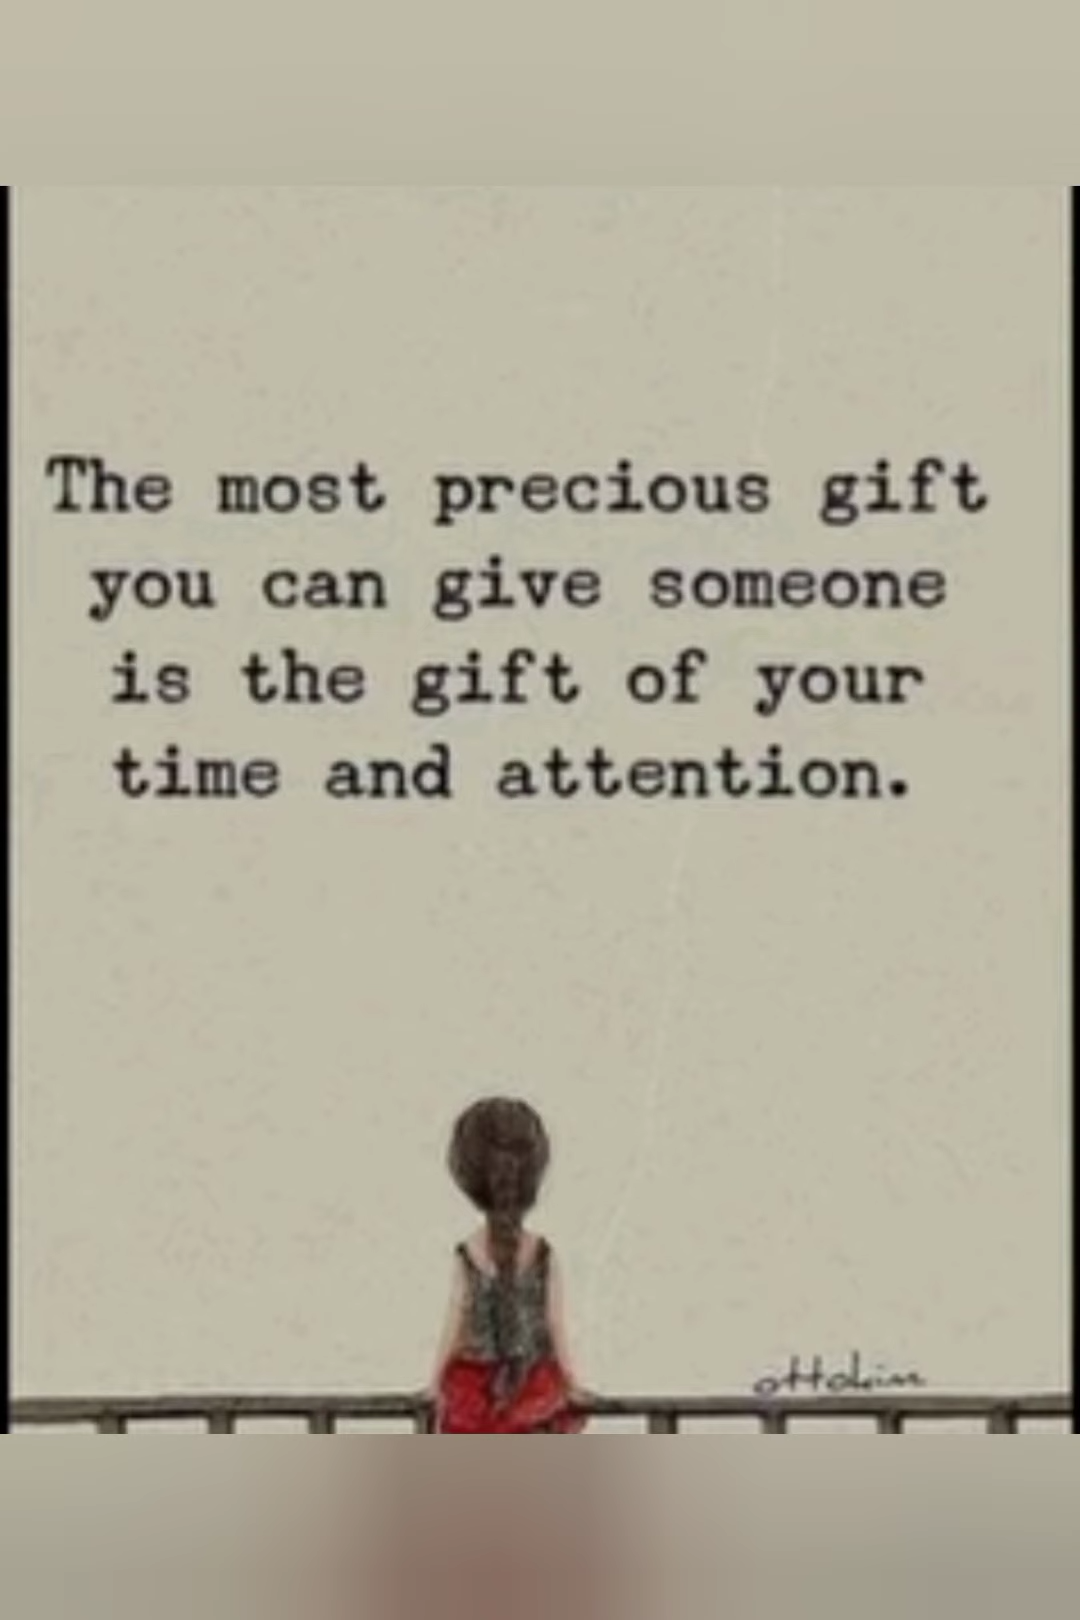 The most precious gift
you can give someone
is the gift of your
time and attention.